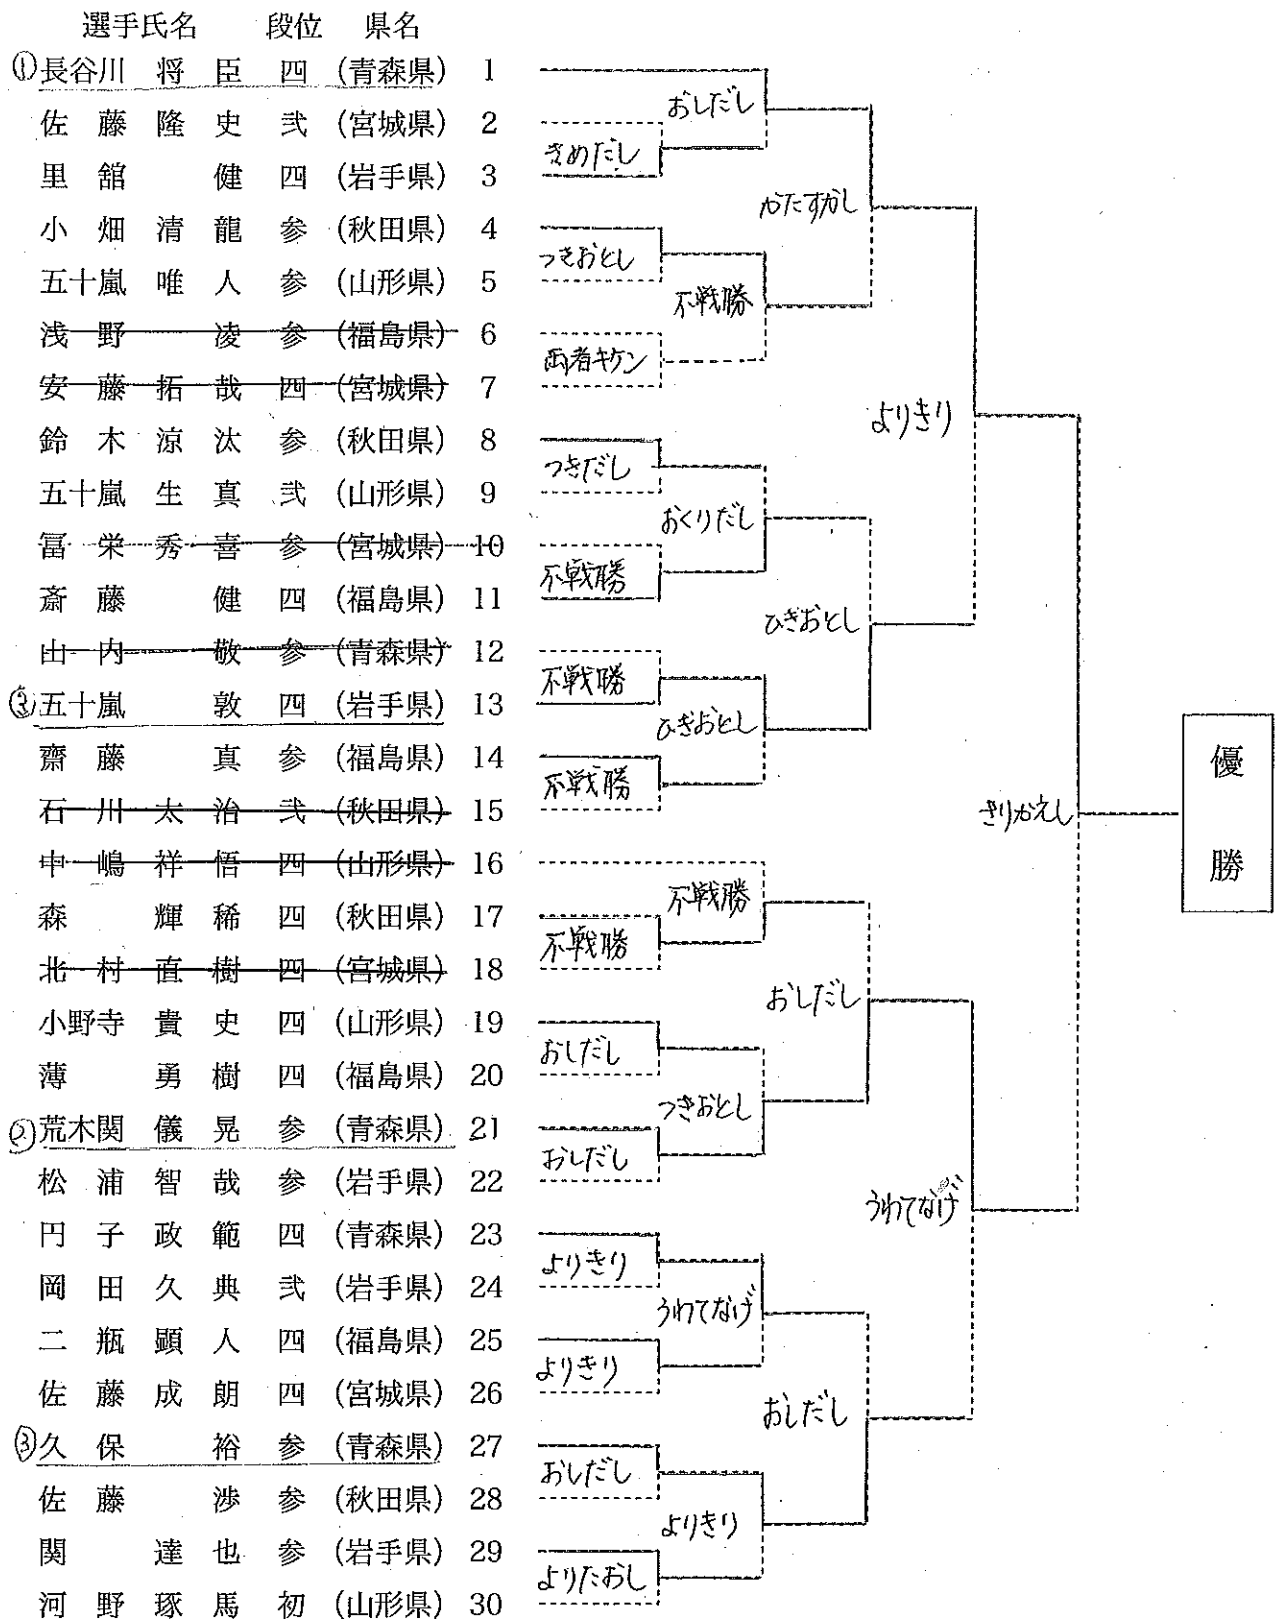 選手氏名 段位 県名
① 長谷川 将 臣 四 (青森県) 1
佐 藤 隆 史 弐 (宮城県) 2
里 舘 健 四 (岩手県) 3
小 畑 清 龍 参 (秋田県) 4
五十嵐 唯 人 参 (山形県) 5
浅 野 凌 参 (福島県) 6
安 藤 拓 哉 四 (宮城県) 7
鈴 木 涼 汰 参 (秋田県) 8
五十嵐 生 真 弐 (山形県) 9
冨 栄 秀 喜 参 (宮城県) 10
斎 藤 健 四 (福島県) 11
山 内 敬 参 (青森県) 12
③ 五十嵐 敦 四 (岩手県) 13
齋 藤 真 参 (福島県) 14
石 川 太 治 弐 (秋田県) 15
中 嶋 祥 悟 四 (山形県) 16
森 輝 稀 四 (秋田県) 17
北 村 直 樹 四 (宮城県) 18
小野寺 貴 史 四 (山形県) 19
薄 勇 樹 四 (福島県) 20
② 荒木関 儀 晃 参 (青森県) 21
松 浦 智 哉 参 (岩手県) 22
円 子 政 範 四 (青森県) 23
岡 田 久 典 弐 (岩手県) 24
二 瓶 顕 人 四 (福島県) 25
佐 藤 成 朗 四 (宮城県) 26
③ 久 保 裕 参 (青森県) 27
佐 藤 渉 参 (秋田県) 28
関 達 也 参 (岩手県) 29
河 野 琢 馬 初 (山形県) 30
きめだし
つきおとし
両者キケン
つきだし
不戦勝
不戦勝
不戦勝
不戦勝
おしだし
おしだし
よりきり
よりきり
おしだし
よりたおし
おしだし
不戦勝
おくりだし
ひぎおとし
不戦勝
つきおとし
うわてなげ
よりきり
かたすかし
ひぎおとし
おしだし
おしだし
よりきり
うわてなげ
きりかえし
優
勝